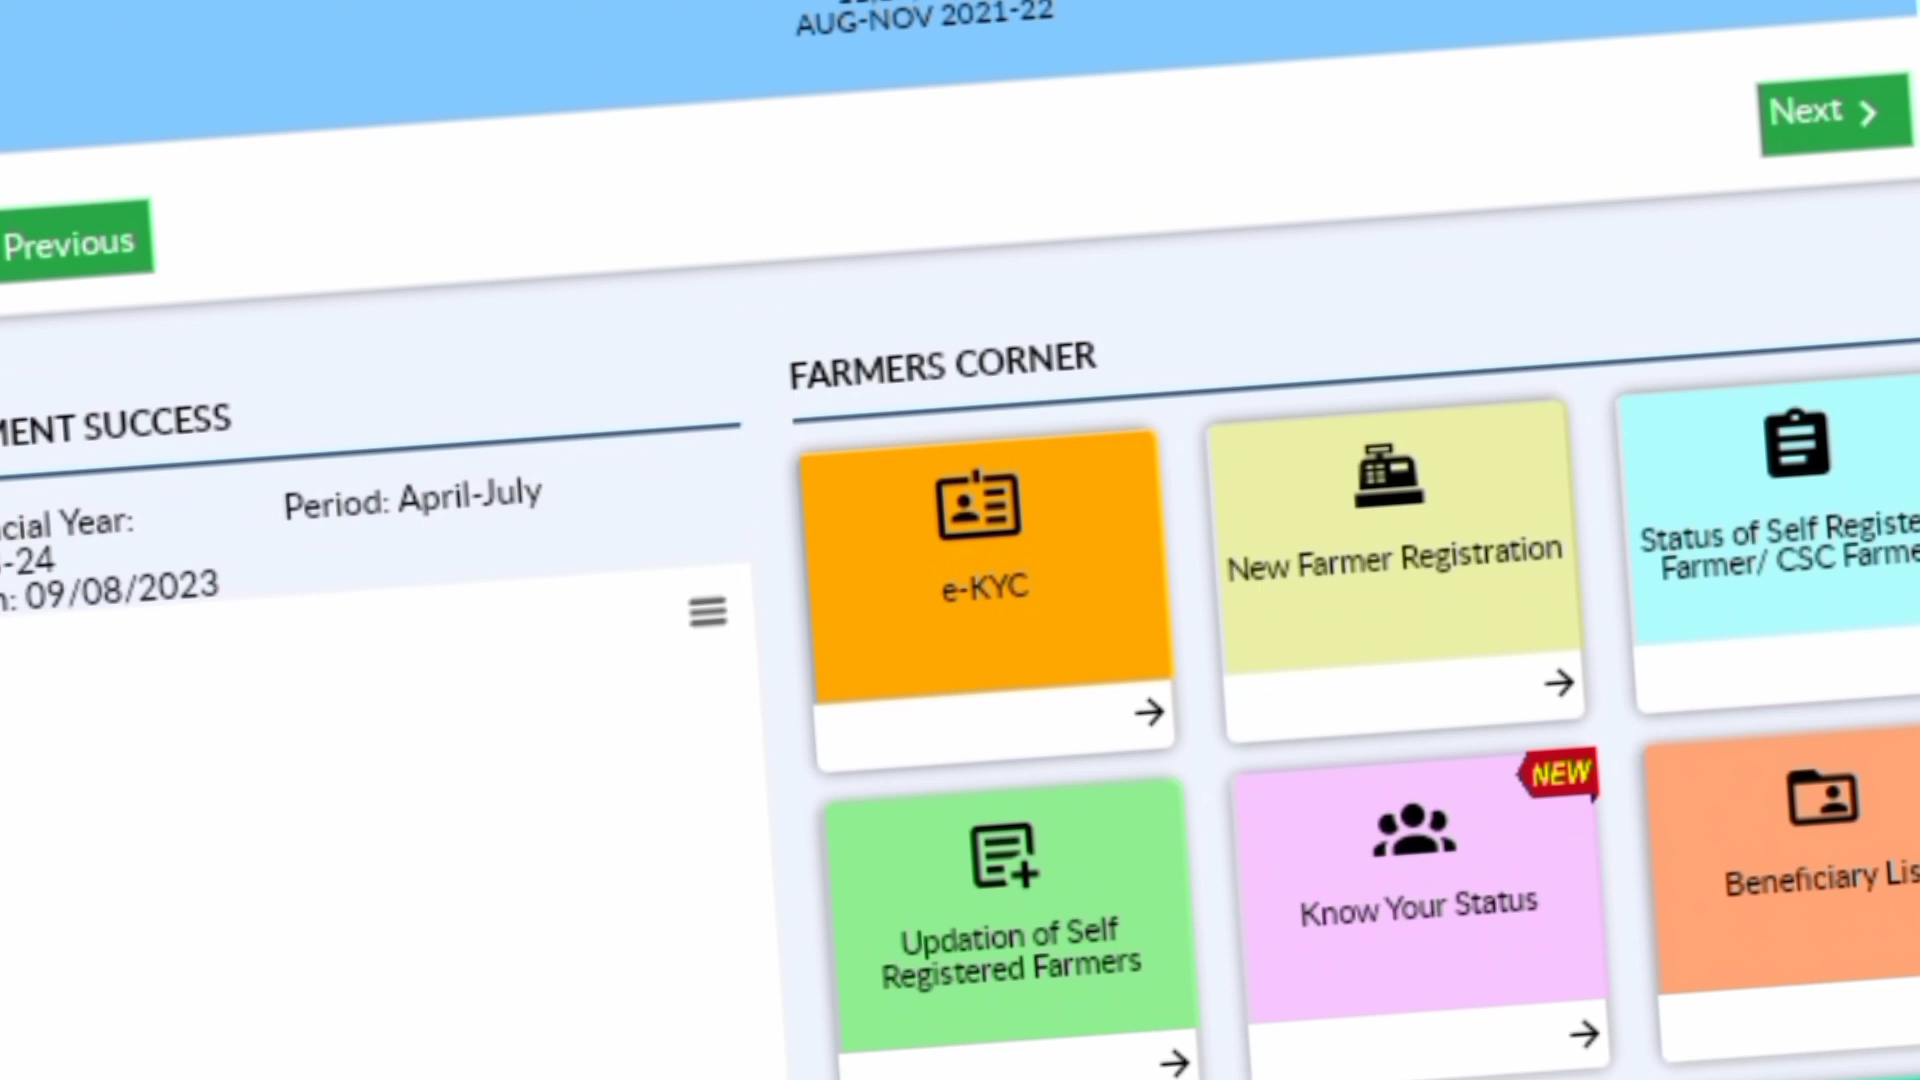 AUG-NOV 2021-22
Next
Previous
MENT SUCCESS
cial Year:
-24
n: 09/08/2023
Period: April-July
FARMERS CORNER
e-KYC
New Farmer Registration
Status of Self Registe
Farmer/ CSC Farme
Updation of Self
Registered Farmers
NEW
Know Your Status
Beneficiary Lis